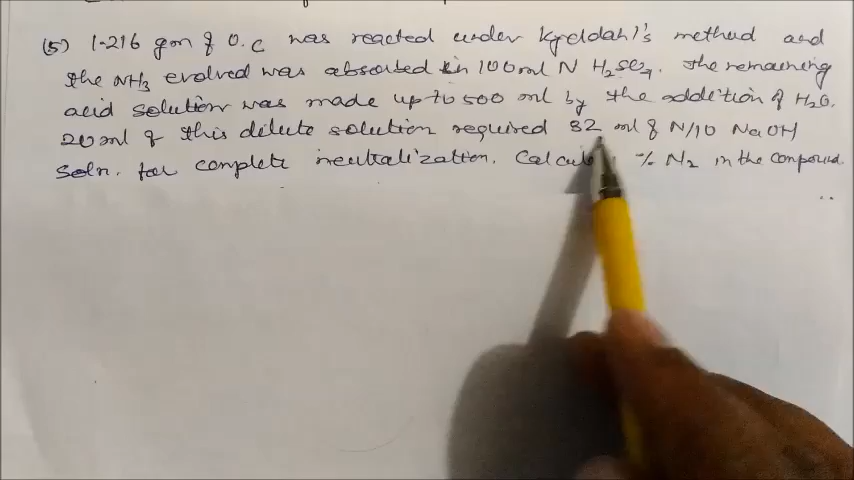 (5) 1.216 gm of O.C was reacted under Kjeldahl's method and
the NH3 evolved was absorbed in 100 ml N H2SO4. The remaining
acid solution was made up to 500 ml by the addition of H2O.
20 ml of this dilute solution required 32 ml of N/10 NaOH
soln. for complete neutralization. Calcul % N2 in the compound.